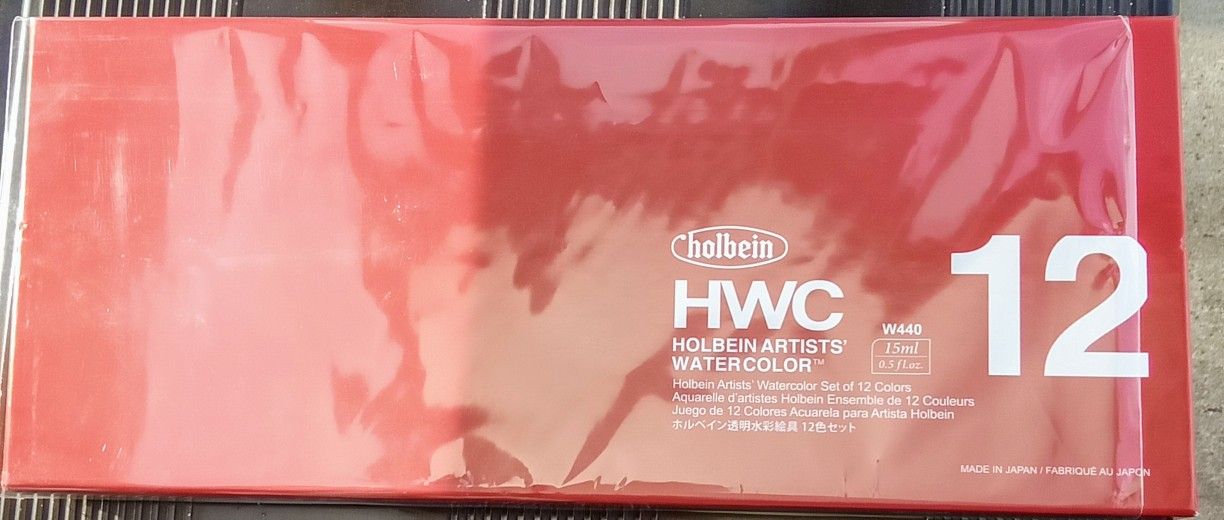 holbein
HWC
12
HOLBEIN ARTISTS'
WATERCOLOR™
W440
15ml
0.5 fl.oz.
Holbein Artists' Watercolor Set of 12 Colors
Aquarelle d'artistes Holbein Ensemble de 12 Couleurs
Juego de 12 Colores Acuarela para Artista Holbein
ホルベイン透明水彩絵具 12色セット
MADE IN JAPAN / FABRIQUÉ AU JAPON